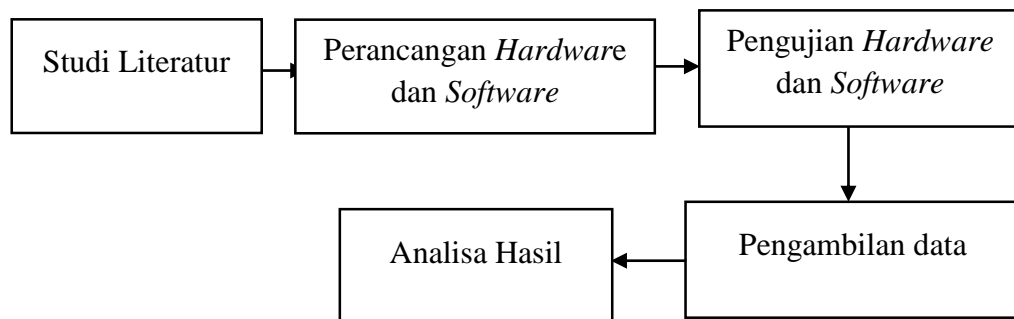 Studi Literatur
Perancangan Hardware
dan Software
Pengujian Hardware
dan Software
Pengambilan data
Analisa Hasil